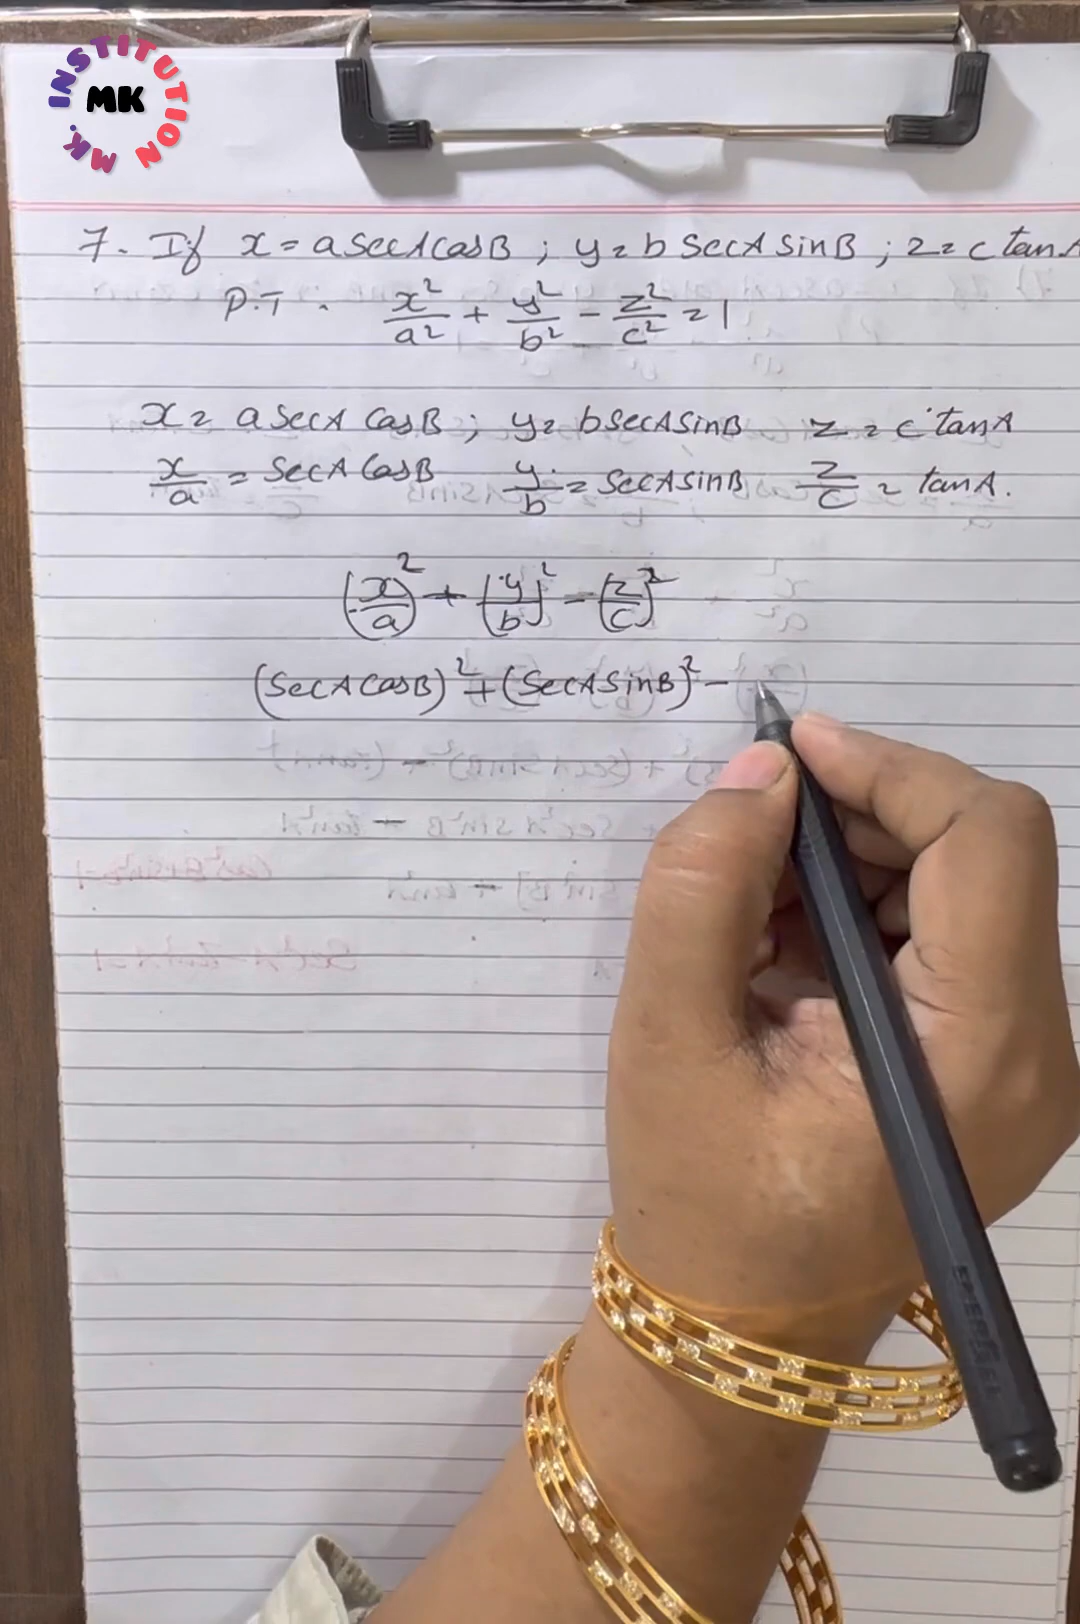 MK. INSTITUTION
MK
7. If x = a SecA CosB ; y = b SecA SinB ; z = c tanA
P.T. x²/a² + y²/b² - z²/c² = 1
x = a SecA CosB ; y = b SecA SinB z = c tanA
x/a = SecA CosB y/b = SecA SinB z/c = tanA.
(x/a)² + (y/b)² - (z/c)²
(SecA CosB)² + (SecA SinB)² -